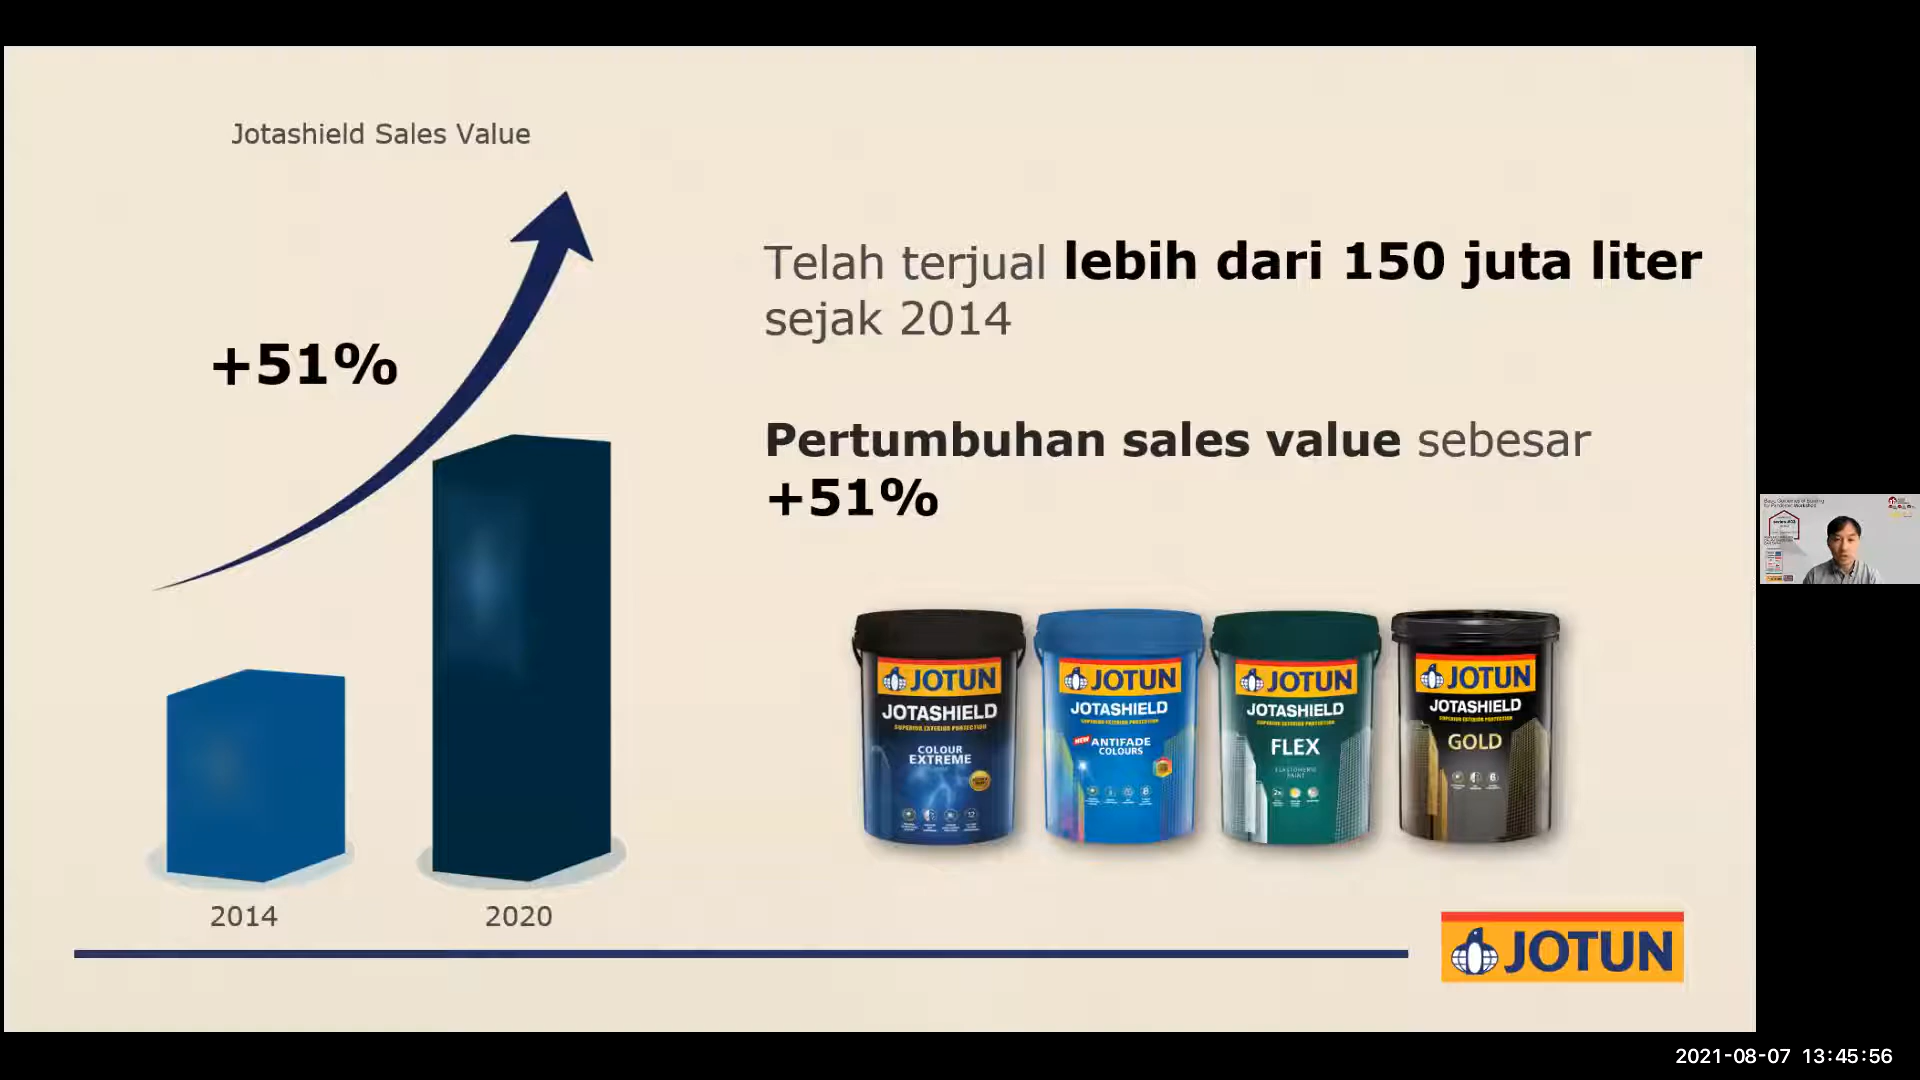 Jotashield Sales Value
+51%
2014
2020
Telah terjual lebih dari 150 juta liter
sejak 2014
Pertumbuhan sales value sebesar
+51%
JOTUN
JOTASHIELD
SUPERIOR EXTERIOR PROTECTION
COLOUR
EXTREME
JOTUN
JOTASHIELD
SUPERIOR EXTERIOR PROTECTION
NEW ANTIFADE
COLOURS
JOTUN
JOTASHIELD
SUPERIOR EXTERIOR PROTECTION
FLEX
ELASTOMERIC
PAINT
JOTUN
JOTASHIELD
SUPERIOR EXTERIOR PROTECTION
GOLD
JOTUN
2021-08-07 13:45:56